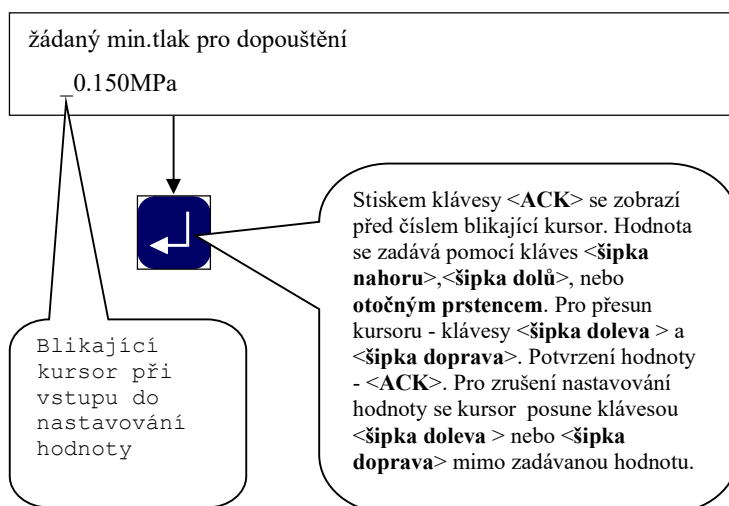 žádaný min.tlak pro dopouštění
_0.150MPa
Stiskem klávesy <ACK> se zobrazí
před číslem blikající kursor. Hodnota
se zadává pomocí kláves <šipka
nahoru>,<šipka dolů>, nebo
otočným prstencem. Pro přesun
kursoru - klávesy <šipka doleva > a
<šipka doprava>. Potvrzení hodnoty
- <ACK>. Pro zrušení nastavování
hodnoty se kursor  posune klávesou
<šipka doleva > nebo <šipka
doprava> mimo zadávanou hodnotu.
Blikající
kursor při
vstupu do
nastavování
hodnoty